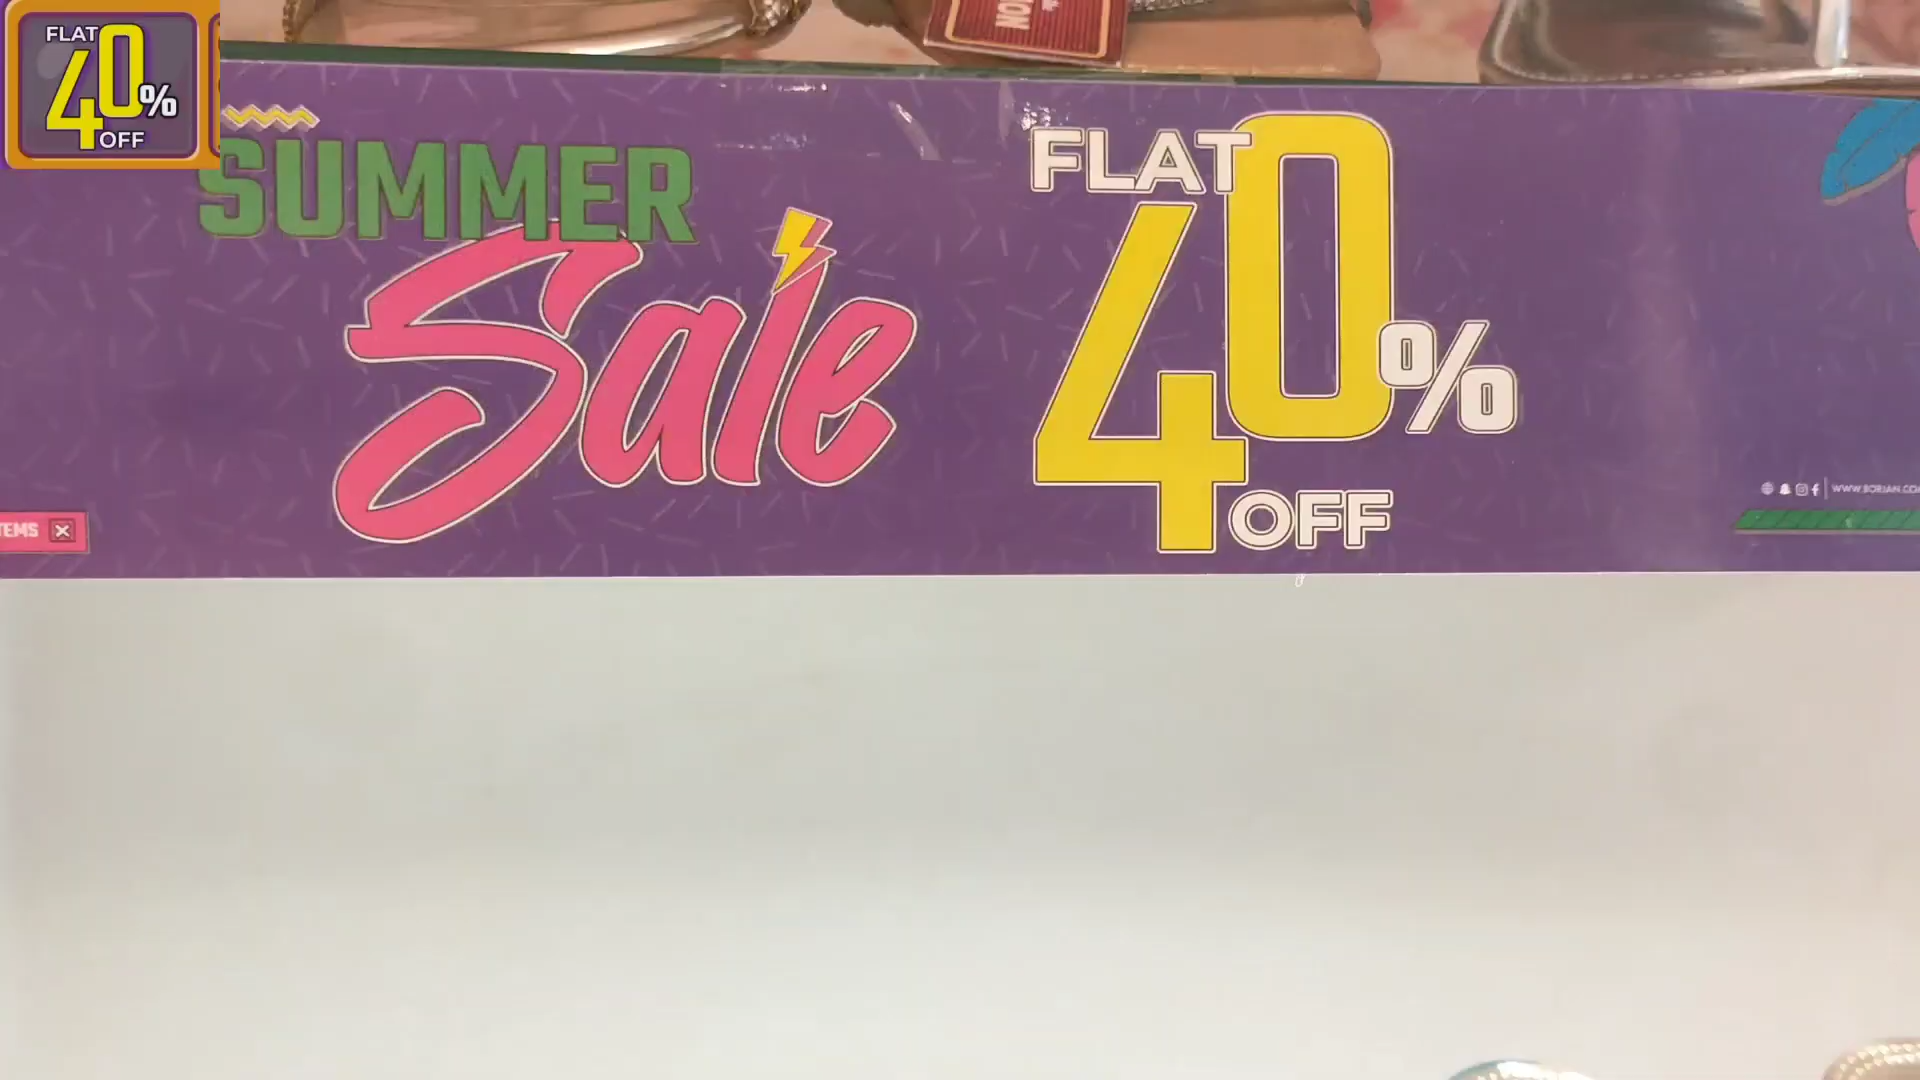 FLAT
40%
OFF
SUMMER
Sale
FLAT
40%
OFF